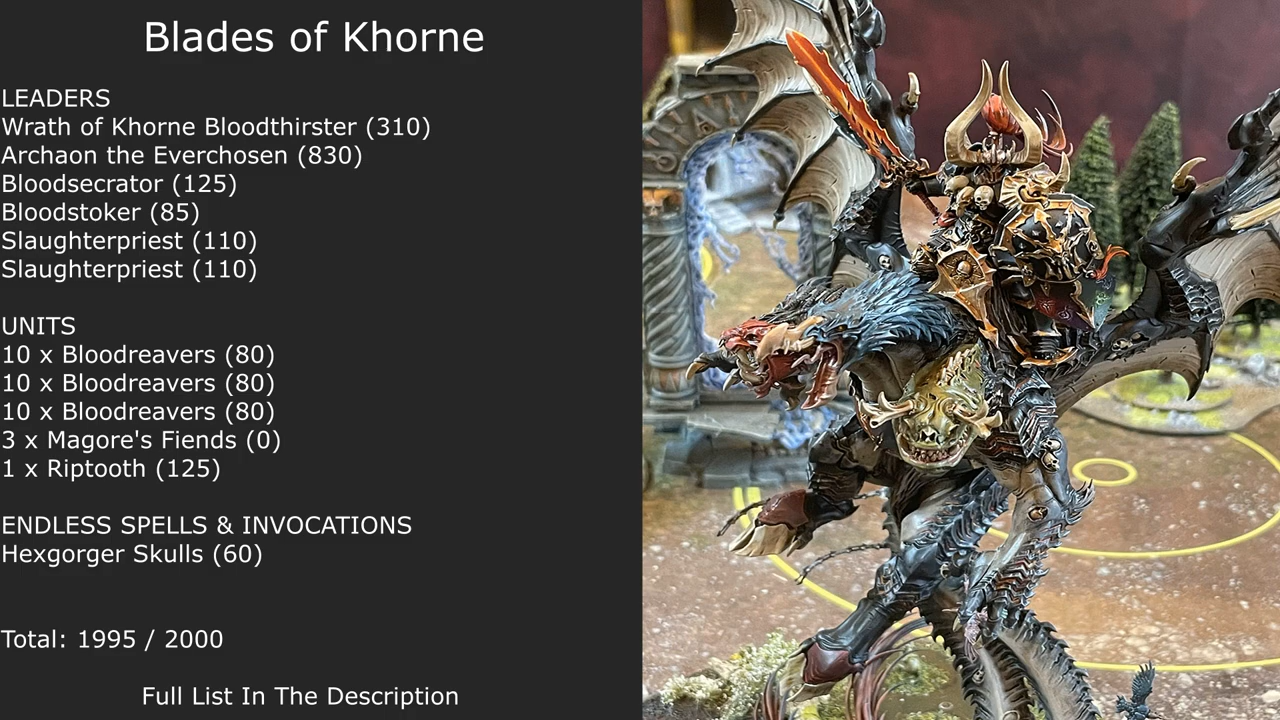 Blades of Khorne
LEADERS
Wrath of Khorne Bloodthirster (310)
Archaon the Everchosen (830)
Bloodsecrator (125)
Bloodstoker (85)
Slaughterpriest (110)
Slaughterpriest (110)
UNITS
10 x Bloodreavers (80)
10 x Bloodreavers (80)
10 x Bloodreavers (80)
3 x Magore's Fiends (0)
1 x Riptooth (125)
ENDLESS SPELLS & INVOCATIONS
Hexgorger Skulls (60)
Total: 1995 / 2000
Full List In The Description